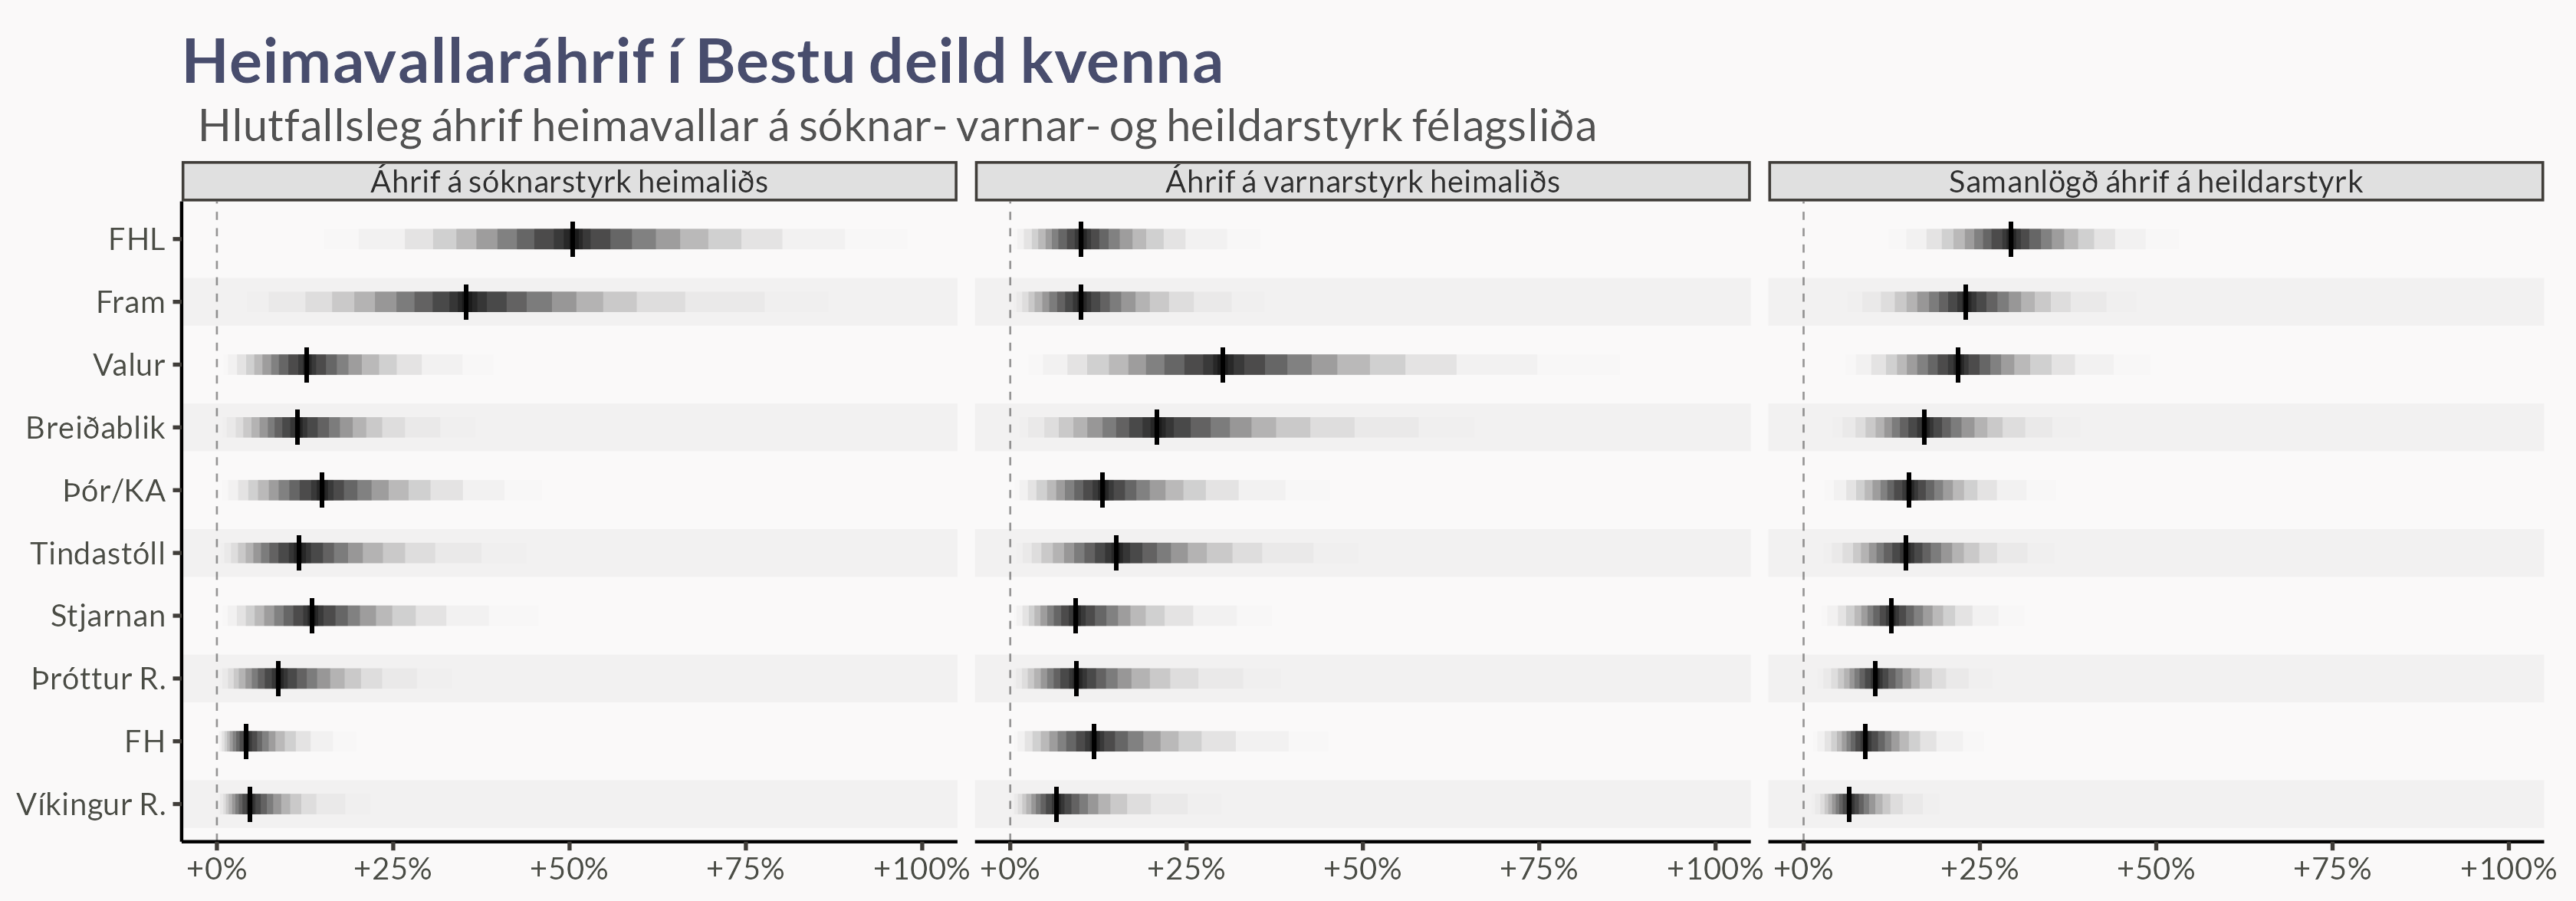 Heimavallaráhrif í Bestu deild kvenna
Hlutfallsleg áhrif heimavallar á sóknar- varnar- og heildarstyrk félagsliða
Áhrif á sóknarstyrk heimaliðs
Áhrif á varnarstyrk heimaliðs
Samanlögð áhrif á heildarstyrk
FHL
Fram
Valur
Breiðablik
Þór/KA
Tindastóll
Stjarnan
Þróttur R.
FH
Víkingur R.
+0% +25% +50% +75% +100%
+0% +25% +50% +75% +100%
+0% +25% +50% +75% +100%